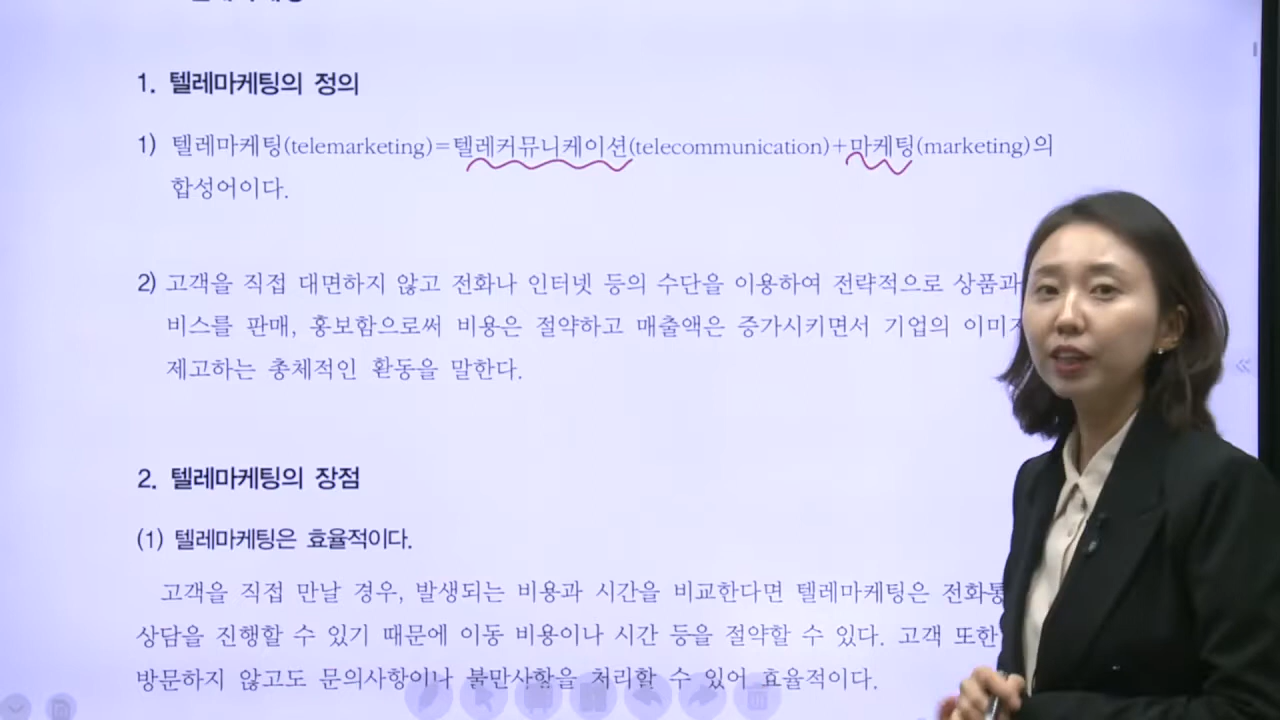 1. 텔레마케팅의 정의
1) 텔레마케팅(telemarketing)=텔레커뮤니케이션(telecommunication)+마케팅(marketing)의
합성어이다.
2) 고객을 직접 대면하지 않고 전화나 인터넷 등의 수단을 이용하여 전략적으로 상품과
비스를 판매, 홍보함으로써 비용은 절약하고 매출액은 증가시키면서 기업의
제고하는 총체적인 활동을 말한다.
2. 텔레마케팅의 장점
(1) 텔레마케팅은 효율적이다.
고객을 직접 만날 경우, 발생되는 비용과 시간을 비교한다면 텔레마케팅은
상담을 진행할 수 있기 때문에 이동 비용이나 시간 등을 절약할 수 있다. 고객 또한
방문하지 않고도 문의사항이나 불만사항을 처리할 수 있어 효율적이다.